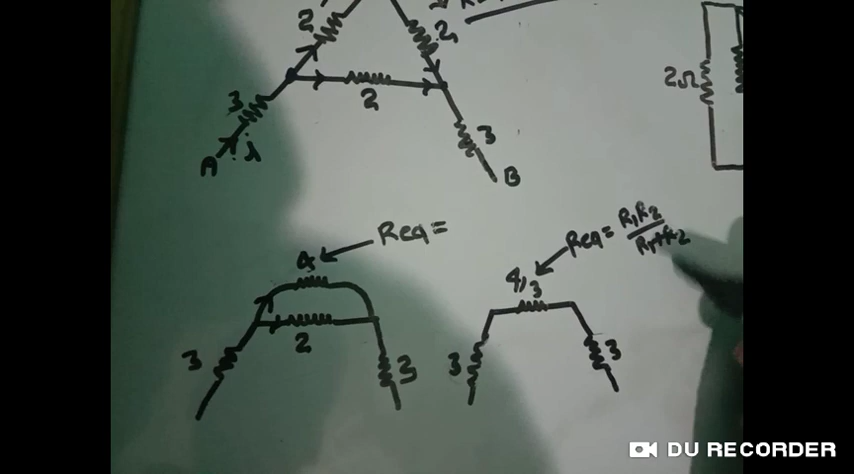 2
2
2Ω
2
3
3
A
i
B
Req =
Req = R1R2 / R1+R2
4
4/3
3
2
3
3
3
DU RECORDER